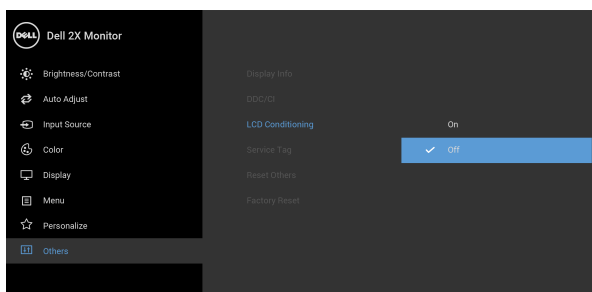 DELL Dell 2X Monitor
Brightness/Contrast
Auto Adjust
Input Source
Color
Display
Menu
Personalize
Others
Display Info
DDC/CI
LCD Conditioning
Service Tag
Reset Others
Factory Reset
On
Off